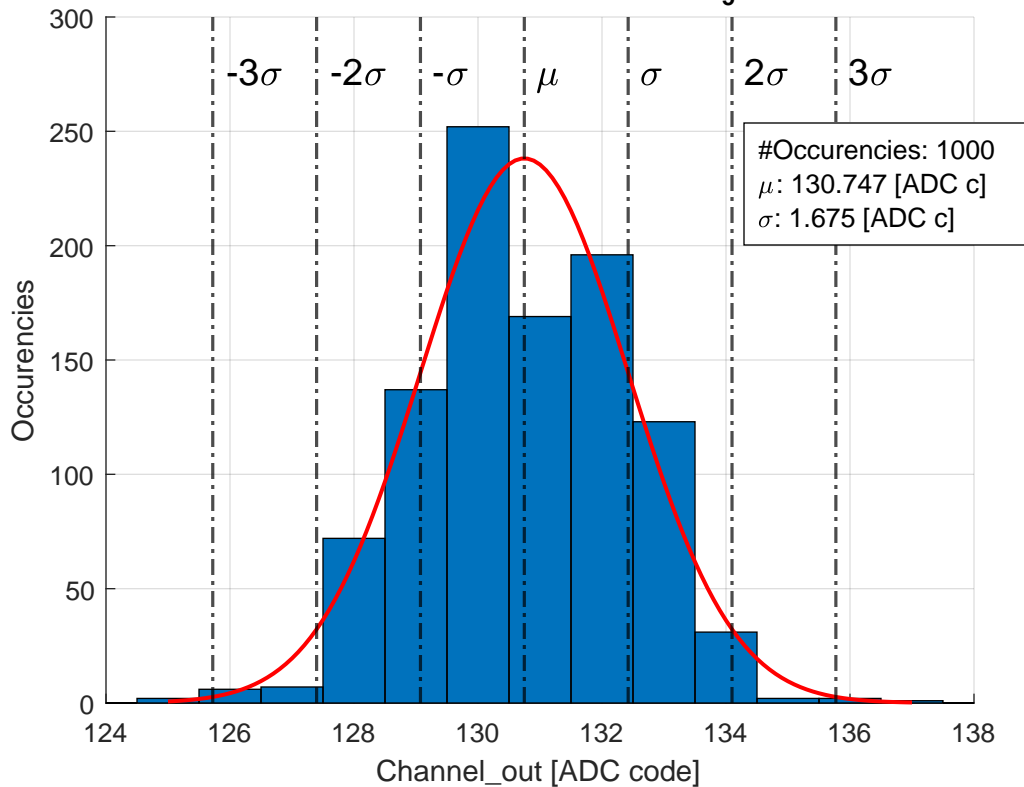 300
-3σ
-2σ
-σ
μ
σ
2σ
3σ
250
#Occurencies: 1000
μ: 130.747 [ADC c]
σ: 1.675 [ADC c]
200
150
100
50
0
Occurencies
124
126
128
130
132
134
136
138
Channel_out [ADC code]